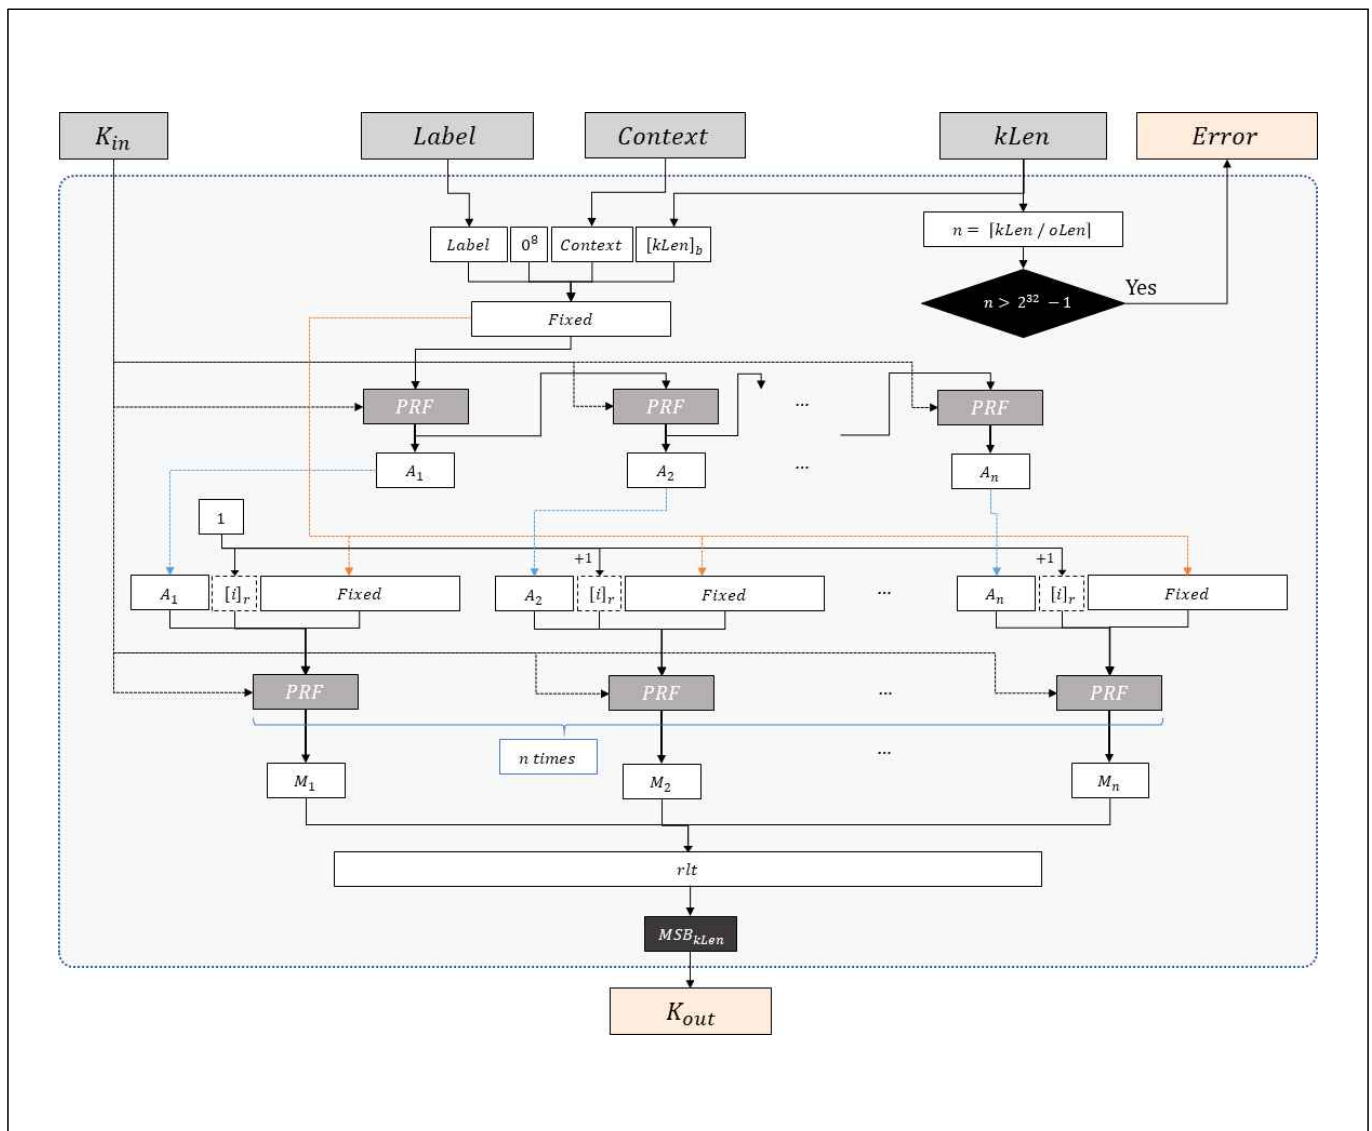 K_in Label Context kLen Error
Label 0^8 Context [kLen]_b n = ⌈kLen / oLen⌉
n > 2^32 − 1 Yes
Fixed
PRF PRF ... PRF
A_1 A_2 ... A_n
1
+1 +1
A_1 [i]_r Fixed A_2 [i]_r Fixed ... A_n [i]_r Fixed
PRF PRF ... PRF
n times ...
M_1 M_2 M_n
rlt
MSB_kLen
K_out